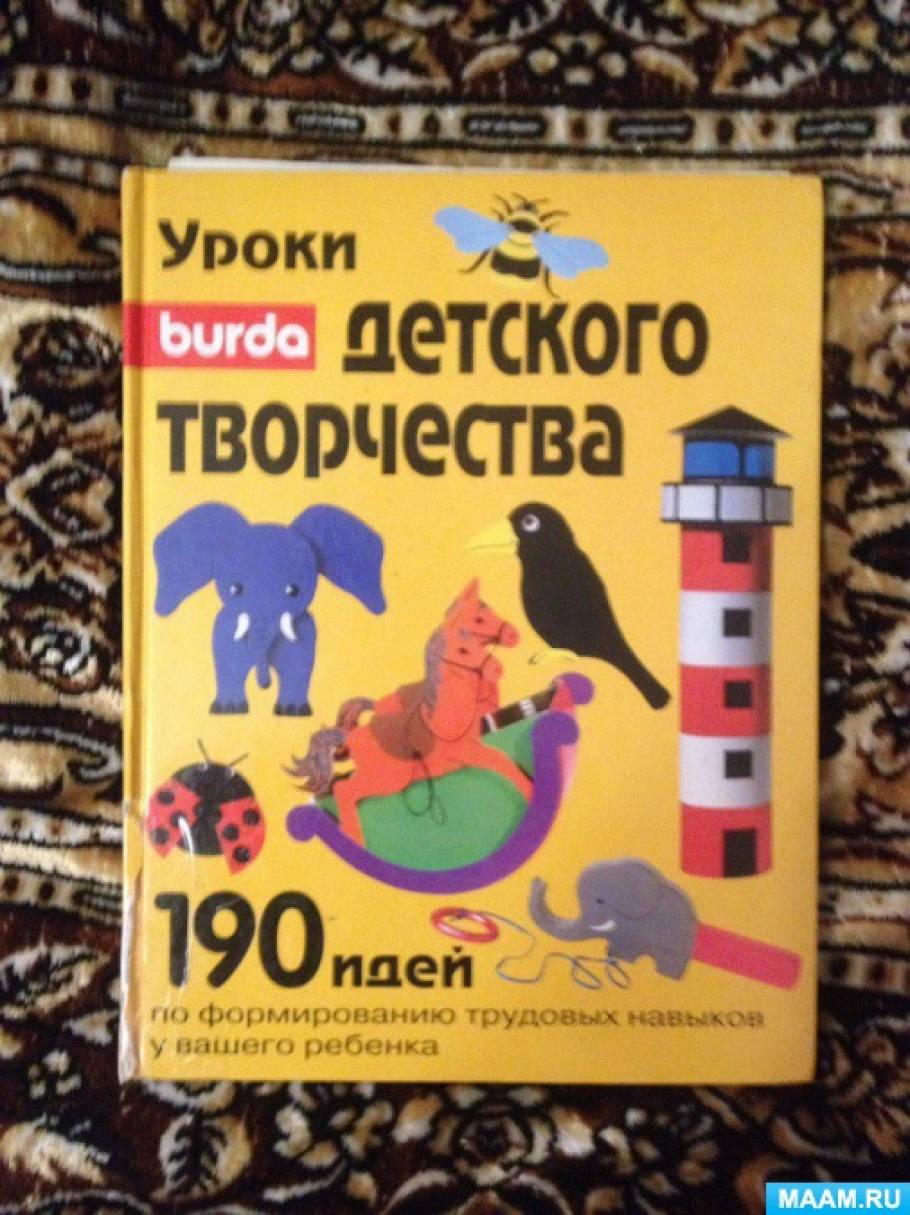 Уроки
burda детского
творчества
190 идей
по формированию трудовых навыков
у вашего ребенка
MAAM.RU